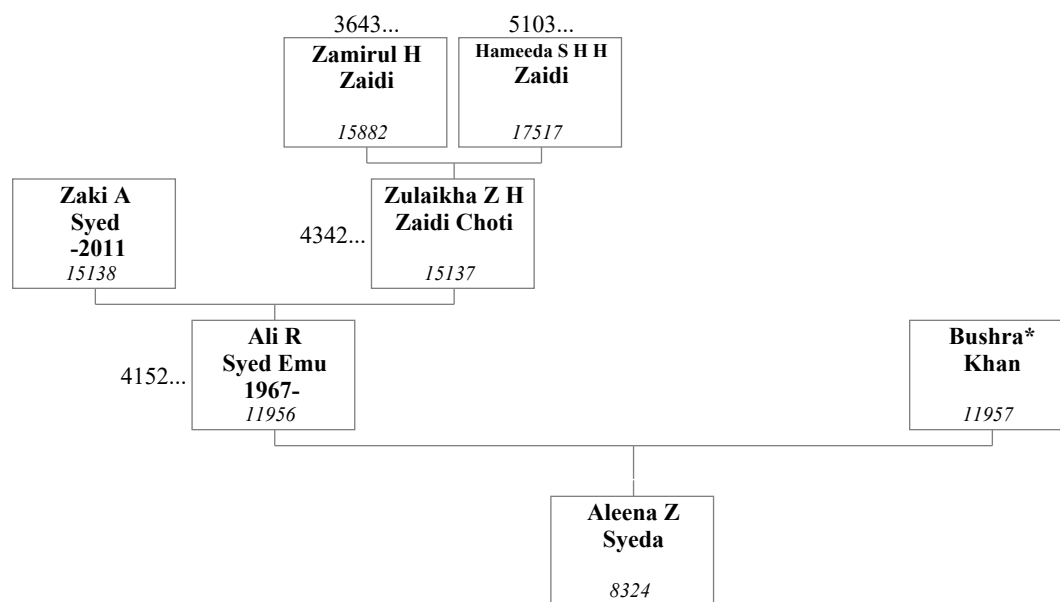 3643...
5103...
Zamirul H
Zaidi
15882
Hameeda S H H
Zaidi
17517
Zaki A
Syed
-2011
15138
4342...
Zulaikha Z H
Zaidi Choti
15137
4152...
Ali R
Syed Emu
1967-
11956
Bushra*
Khan
11957
Aleena Z
Syeda
8324